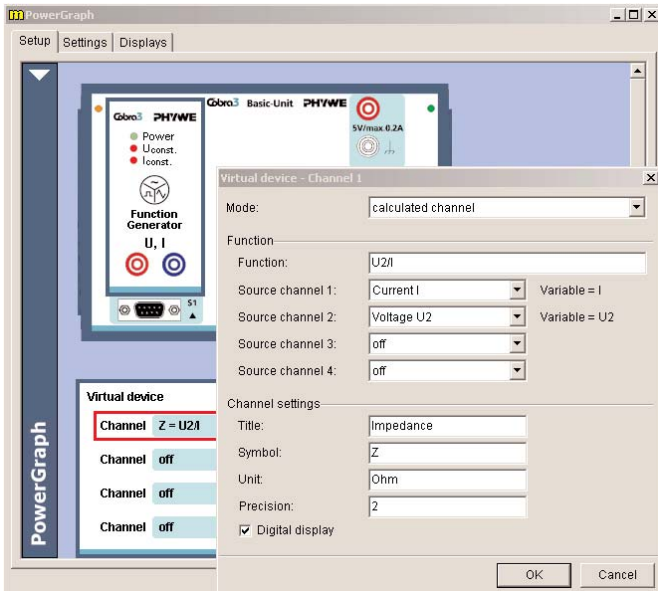 PowerGraph
Setup Settings Displays
Cobra3 Basic-Unit PHYWE
5V/max.0.2A
Cobra3 PHYWE
Power
Uconst.
Iconst.
Function
Generator
U, I
S1
PowerGraph
Virtual device
Channel Z = U2/I
Channel off
Channel off
Channel off
Virtual device - Channel 1
Mode: calculated channel
Function
Function: U2/I
Source channel 1: Current I Variable = I
Source channel 2: Voltage U2 Variable = U2
Source channel 3: off
Source channel 4: off
Channel settings
Title: Impedance
Symbol: Z
Unit: Ohm
Precision: 2
Digital display
OK Cancel